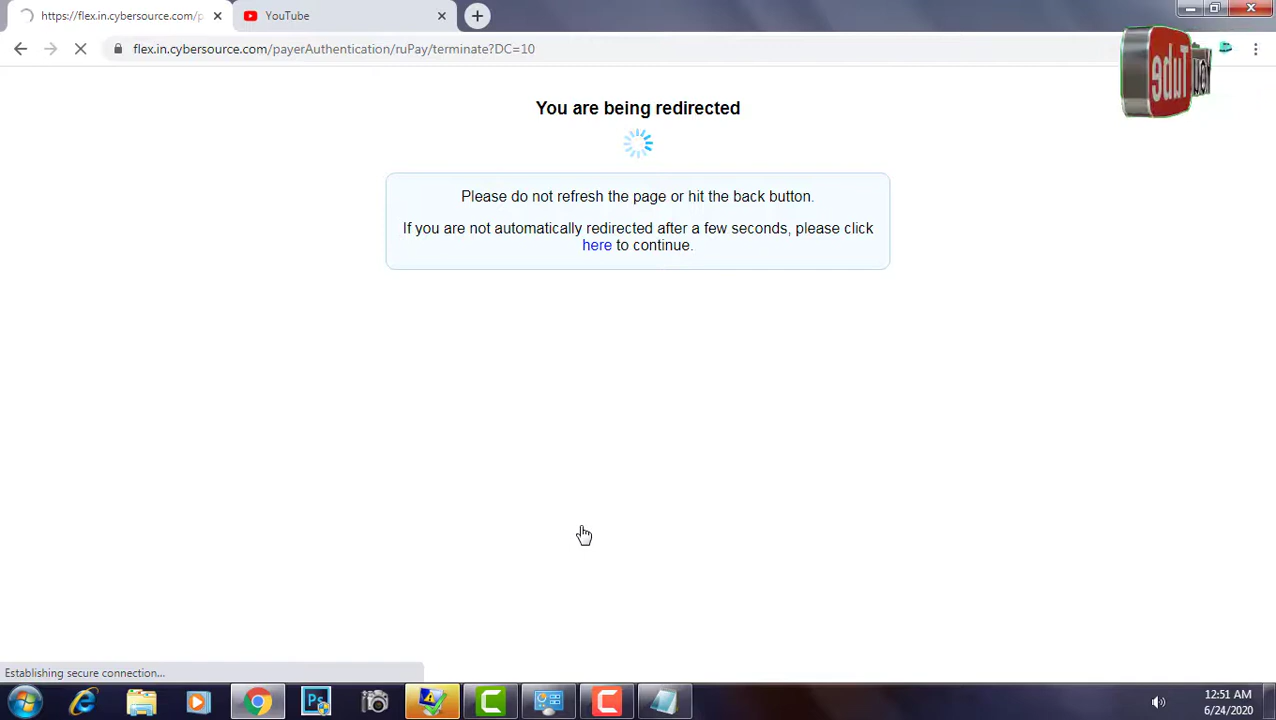 https://flex.in.cybersource.com/p
YouTube
flex.in.cybersource.com/payerAuthentication/ruPay/terminate?DC=10
You are being redirected
Please do not refresh the page or hit the back button.
If you are not automatically redirected after a few seconds, please click
here to continue.
Establishing secure connection...
Ps
12:51 AM
6/24/2020